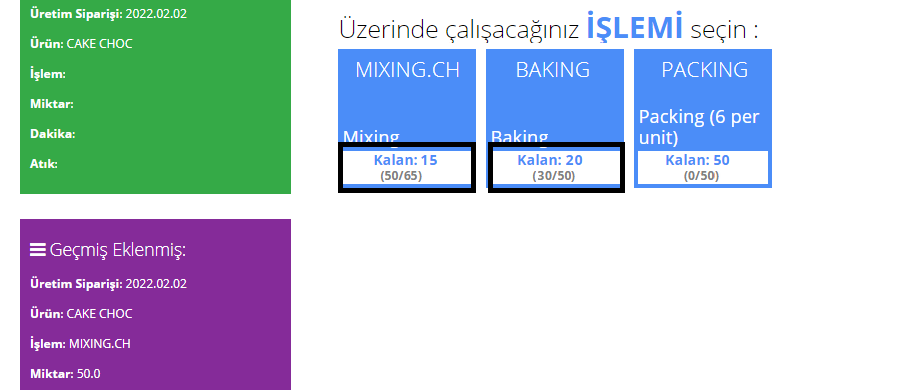 Üretim Siparişi: 2022.02.02
Ürün: CAKE CHOC
İşlem:
Miktar:
Dakika:
Atık:
Geçmiş Eklenmiş:
Üretim Siparişi: 2022.02.02
Ürün: CAKE CHOC
İşlem: MIXING.CH
Miktar: 50.0
Üzerinde çalışacağınız İŞLEMİ seçin :
MIXING.CH
Mixing
Kalan: 15
(50/65)
BAKING
Baking
Kalan: 20
(30/50)
PACKING
Packing (6 per
unit)
Kalan: 50
(0/50)